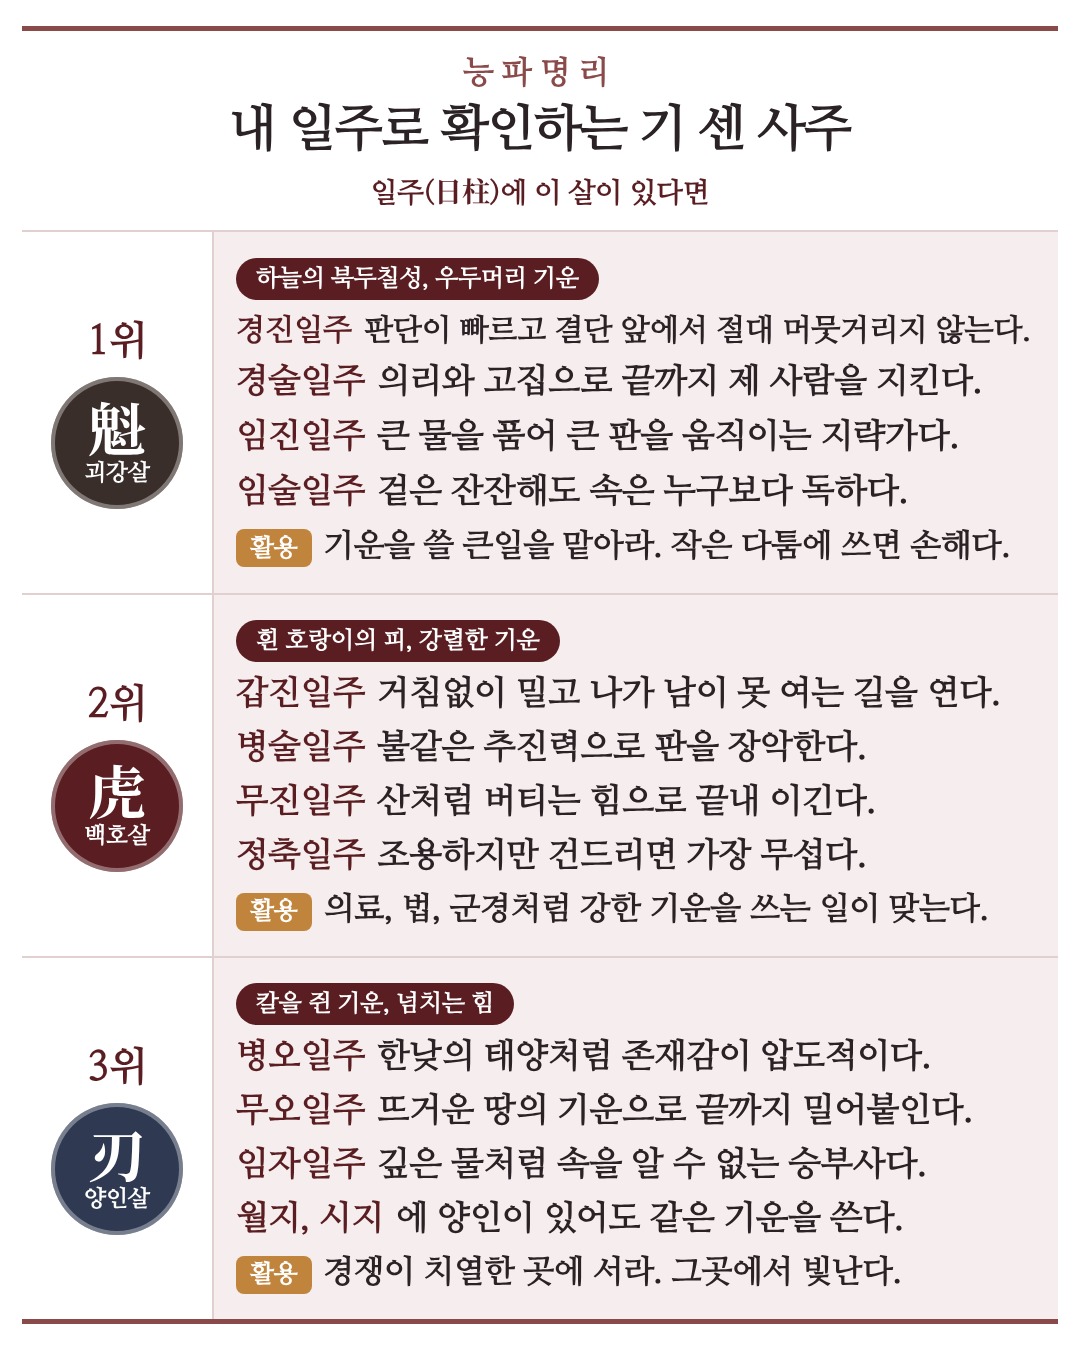 능파명리
내 일주로 확인하는 기 센 사주
일주(日柱)에 이 살이 있다면
1위
魁
괴강살
하늘의 북두칠성, 우두머리 기운
경진일주 판단이 빠르고 결단 앞에서 절대 머뭇거리지 않는다.
경술일주 의리와 고집으로 끝까지 제 사람을 지킨다.
임진일주 큰 물을 품어 큰 판을 움직이는 지략가다.
임술일주 겉은 잔잔해도 속은 누구보다 독하다.
활용 기운을 쓸 큰일을 맡아라. 작은 다툼에 쓰면 손해다.
2위
虎
백호살
흰 호랑이의 피, 강렬한 기운
갑진일주 거침없이 밀고 나가 남이 못 여는 길을 연다.
병술일주 불같은 추진력으로 판을 장악한다.
무진일주 산처럼 버티는 힘으로 끝내 이긴다.
정축일주 조용하지만 건드리면 가장 무섭다.
활용 의료, 법, 군경처럼 강한 기운을 쓰는 일이 맞는다.
3위
刃
양인살
칼을 쥔 기운, 넘치는 힘
병오일주 한낮의 태양처럼 존재감이 압도적이다.
무오일주 뜨거운 땅의 기운으로 끝까지 밀어붙인다.
임자일주 깊은 물처럼 속을 알 수 없는 승부사다.
월지, 시지 에 양인이 있어도 같은 기운을 쓴다.
활용 경쟁이 치열한 곳에 서라. 그곳에서 빛난다.